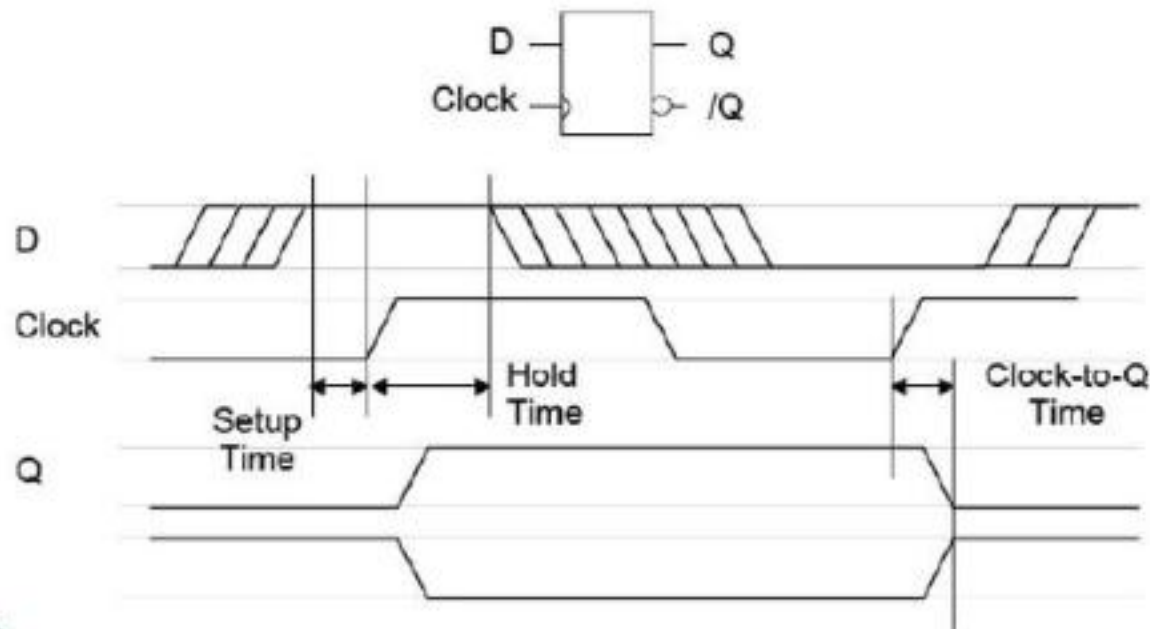 D
Q
Clock
/Q
D
Clock
Setup
Time
Hold
Time
Clock-to-Q
Time
Q